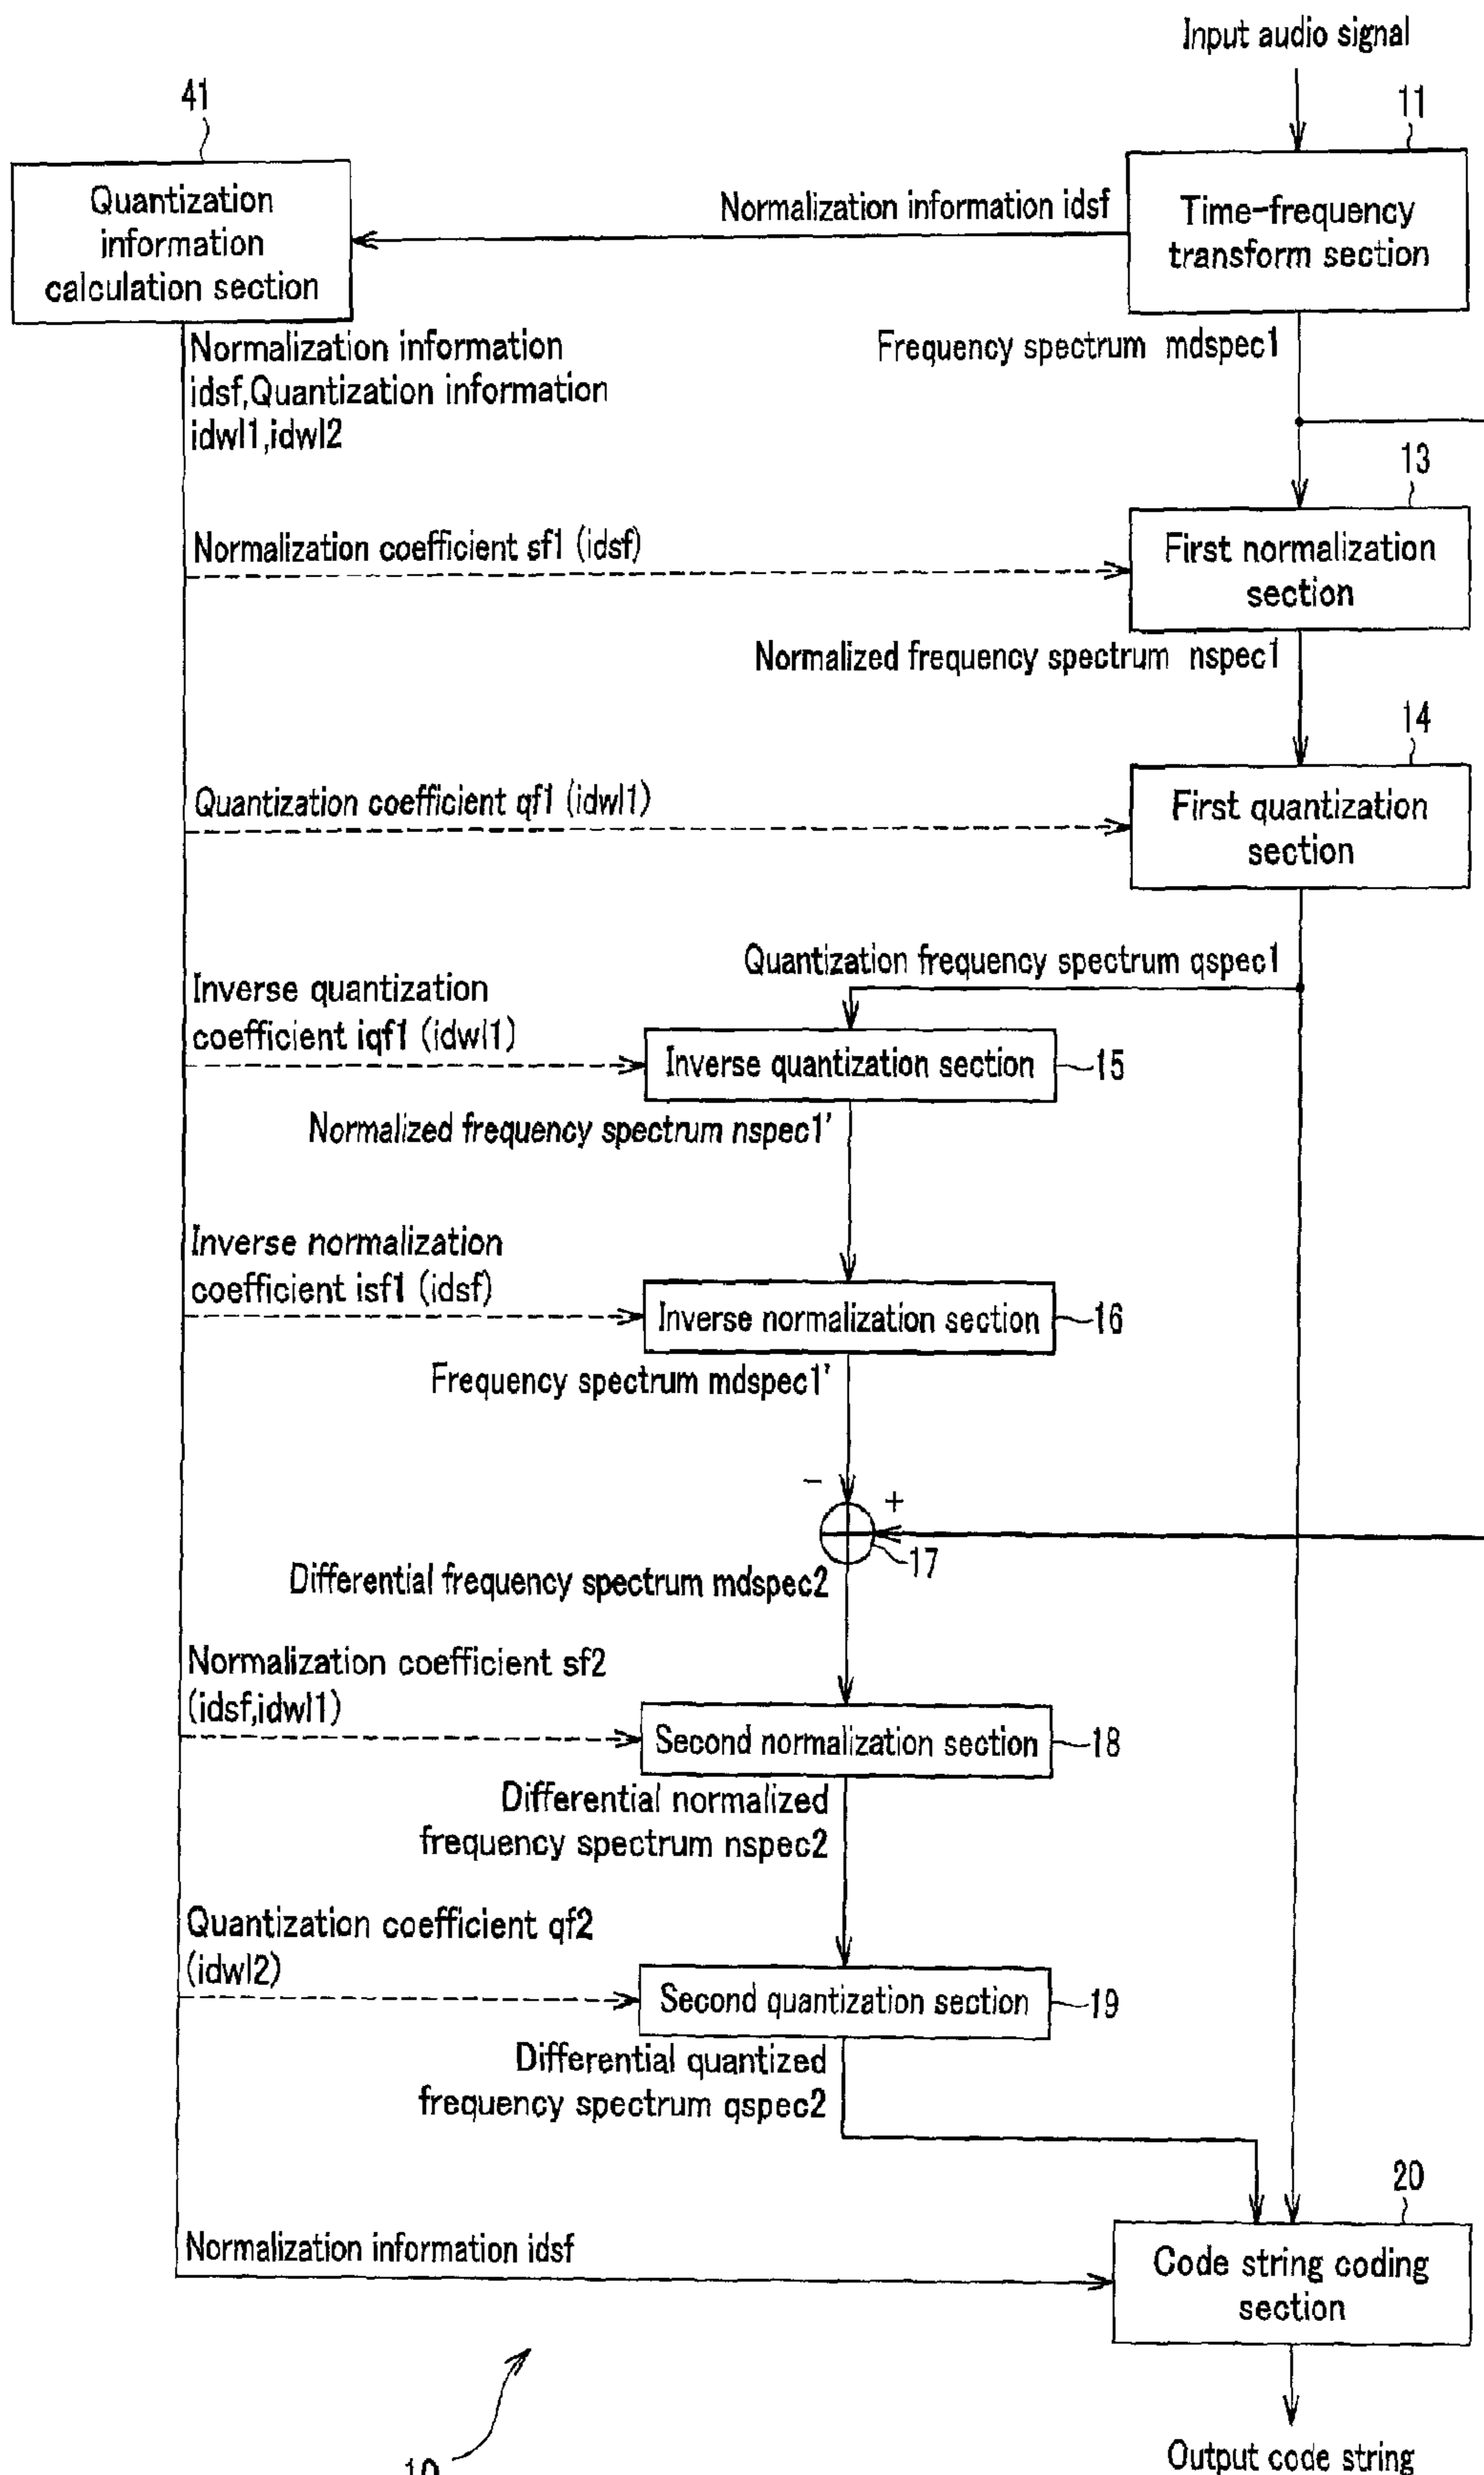 Input audio signal
41
11
Quantization
information
calculation section
Normalization information idsf
Time-frequency
transform section
Normalization information
idsf,Quantization information
idwl1,idwl2
Frequency spectrum mdspec1
13
Normalization coefficient sf1 (idsf)
First normalization
section
Normalized frequency spectrum nspec1
14
Quantization coefficient qf1 (idwl1)
First quantization
section
Quantization frequency spectrum qspec1
Inverse quantization
coefficient iqf1 (idwl1)
Inverse quantization section
15
Normalized frequency spectrum nspec1'
Inverse normalization
coefficient isf1 (idsf)
Inverse normalization section
16
Frequency spectrum mdspec1'
−
+
17
Differential frequency spectrum mdspec2
Normalization coefficient sf2
(idsf,idwl1)
Second normalization section
18
Differential normalized
frequency spectrum nspec2
Quantization coefficient qf2
(idwl2)
Second quantization section
19
Differential quantized
frequency spectrum qspec2
20
Normalization information idsf
Code string coding
section
10
Output code string